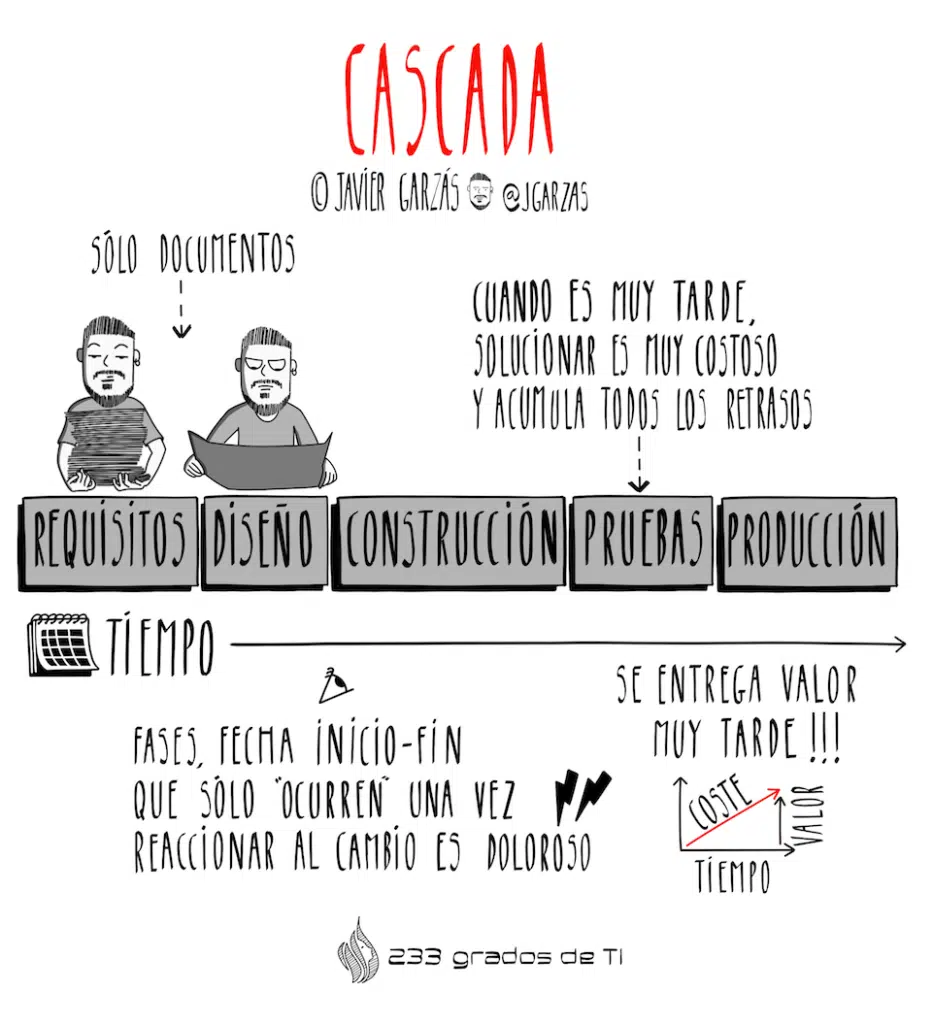 CASCADA
© JAVIER GARZÁS @JGARZAS
SÓLO DOCUMENTOS
CUANDO ES MUY TARDE,
SOLUCIONAR ES MUY COSTOSO
Y ACUMULA TODOS LOS RETRASOS
REQUISITOS DISEÑO CONSTRUCCIÓN PRUEBAS PRODUCCIÓN
TIEMPO
FASES, FECHA INICIO-FIN
QUE SÓLO "OCURREN" UNA VEZ
REACCIONAR AL CAMBIO ES DOLOROSO
SE ENTREGA VALOR
MUY TARDE !!!
COSTE
VALOR
TIEMPO
233 grados de TI